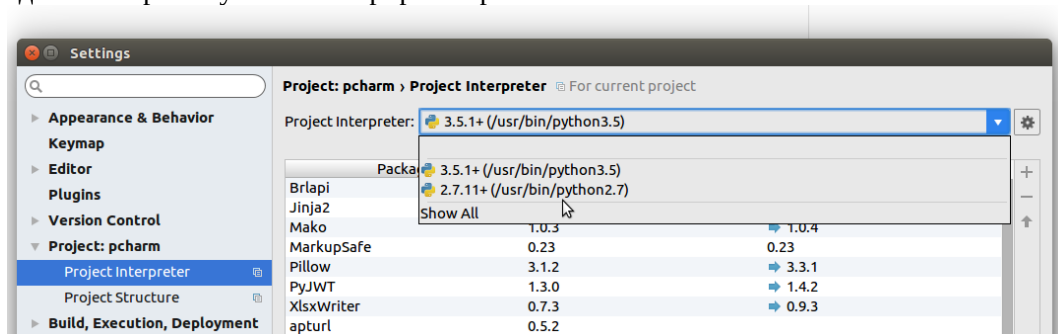 Settings
Project: pcharm › Project Interpreter For current project
Appearance & Behavior
Keymap
Editor
Plugins
Version Control
Project: pcharm
Project Interpreter
Project Structure
Build, Execution, Deployment
Project Interpreter: 3.5.1+ (/usr/bin/python3.5)
3.5.1+ (/usr/bin/python3.5)
2.7.11+ (/usr/bin/python2.7)
Show All
Packa
Brlapi
Jinja2
Mako 1.0.3 1.0.4
MarkupSafe 0.23 0.23
Pillow 3.1.2 3.3.1
PyJWT 1.3.0 1.4.2
XlsxWriter 0.7.3 0.9.3
apturl 0.5.2